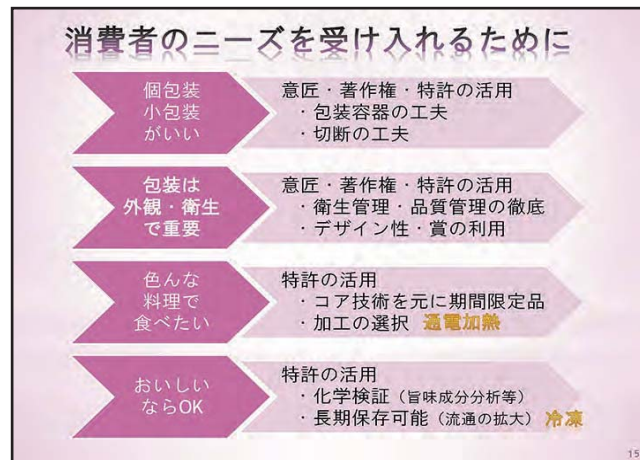 消費者のニーズを受け入れるために
個包装
小包装
がいい
意匠・著作権・特許の活用
・包装容器の工夫
・切断の工夫
包装は
外観・衛生
で重要
意匠・著作権・特許の活用
・衛生管理・品質管理の徹底
・デザイン性・賞の利用
色んな
料理で
食べたい
特許の活用
・コア技術を元に期間限定品
・加工の選択 通電加熱
おいしい
ならOK
特許の活用
・化学検証（旨味成分分析等）
・長期保存可能（流通の拡大） 冷凍
15